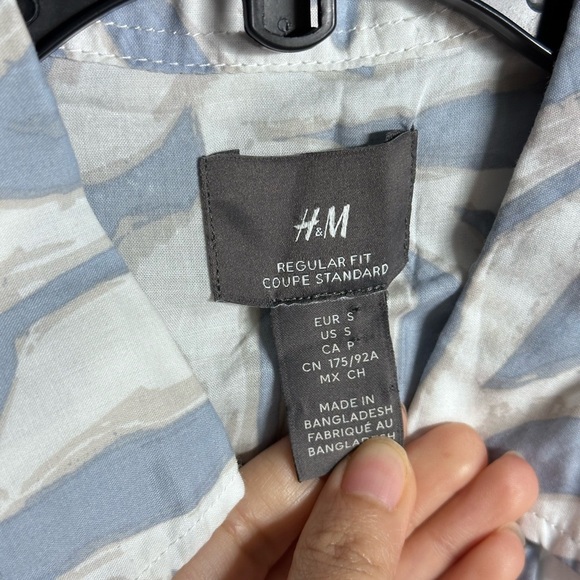 H&M
REGULAR FIT
COUPE STANDARD
EUR S
US S
CA P
CN 175/92A
MX CH
MADE IN
BANGLADESH
FABRIQUÉ AU
BANGLADESH